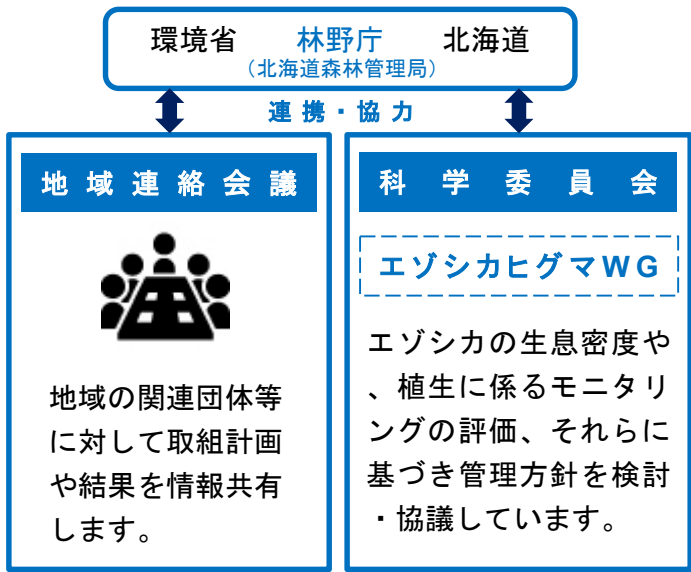 環境省　林野庁　北海道
（北海道森林管理局）
連携・協力
地域連絡会議
地域の関連団体等
に対して取組計画
や結果を情報共有
します。
科学委員会
エゾシカヒグマWG
エゾシカの生息密度や
、植生に係るモニタリ
ングの評価、それらに
基づき管理方針を検討
・協議しています。